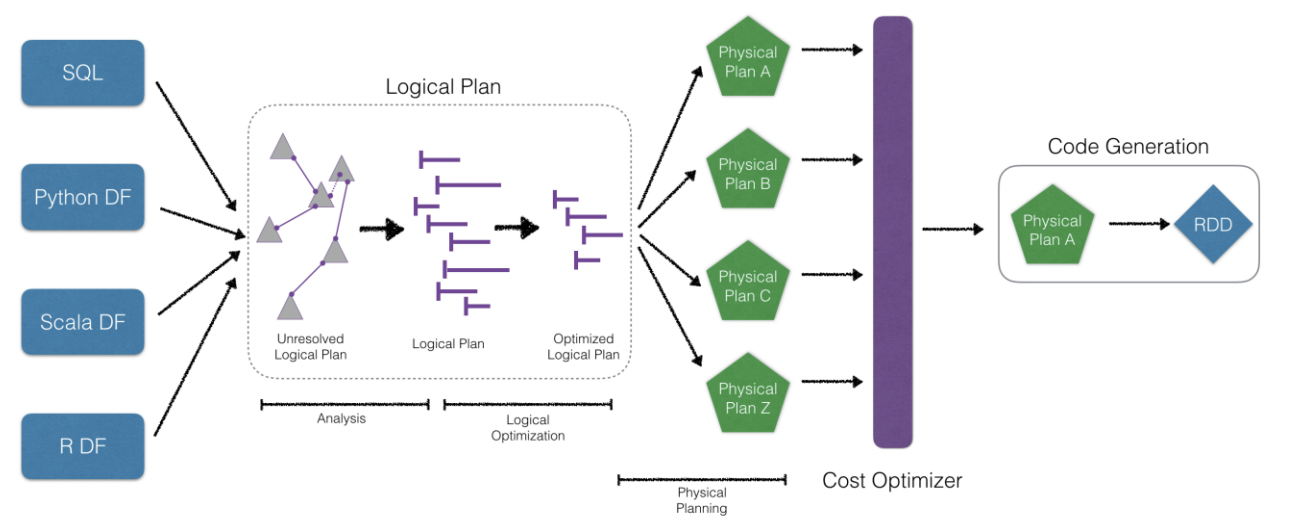 SQL
Python DF
Scala DF
R DF
Logical Plan
Unresolved
Logical Plan
Logical Plan
Optimized
Logical Plan
Analysis
Logical
Optimization
Physical
Plan A
Physical
Plan B
Physical
Plan C
Physical
Plan Z
Physical
Planning
Cost Optimizer
Code Generation
Physical
Plan A
RDD